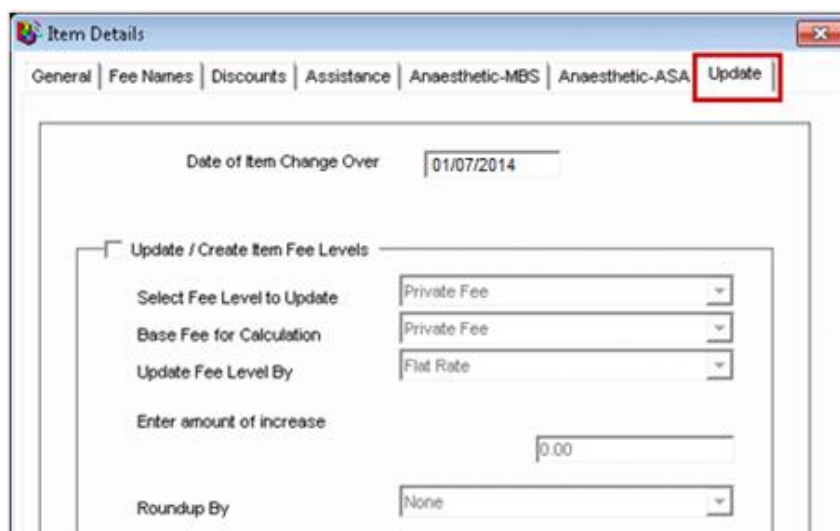 Item Details
General Fee Names Discounts Assistance Anaesthetic-MBS Anaesthetic-ASA Update
Date of Item Change Over 01/07/2014
Update / Create Item Fee Levels
Select Fee Level to Update Private Fee
Base Fee for Calculation Private Fee
Update Fee Level By Flat Rate
Enter amount of increase
0.00
Roundup By None